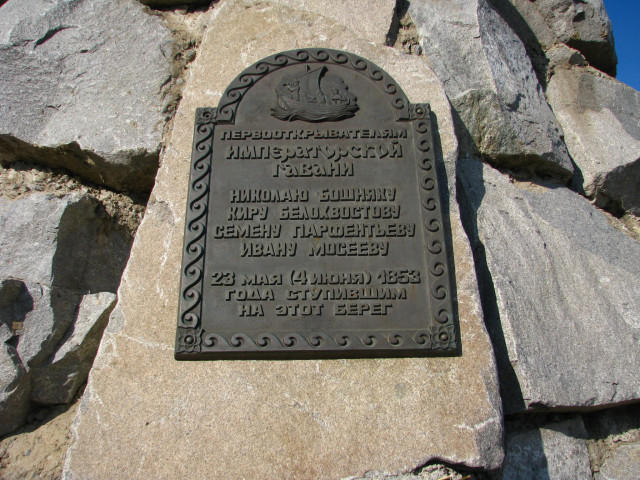 Первооткрывателям
Императорской
Гавани
Николаю Бошняку
Киру Белохвостову
Семену Парфентьеву
Ивану Мосееву
23 мая (4 июня) 1853
года ступившим
на этот берег